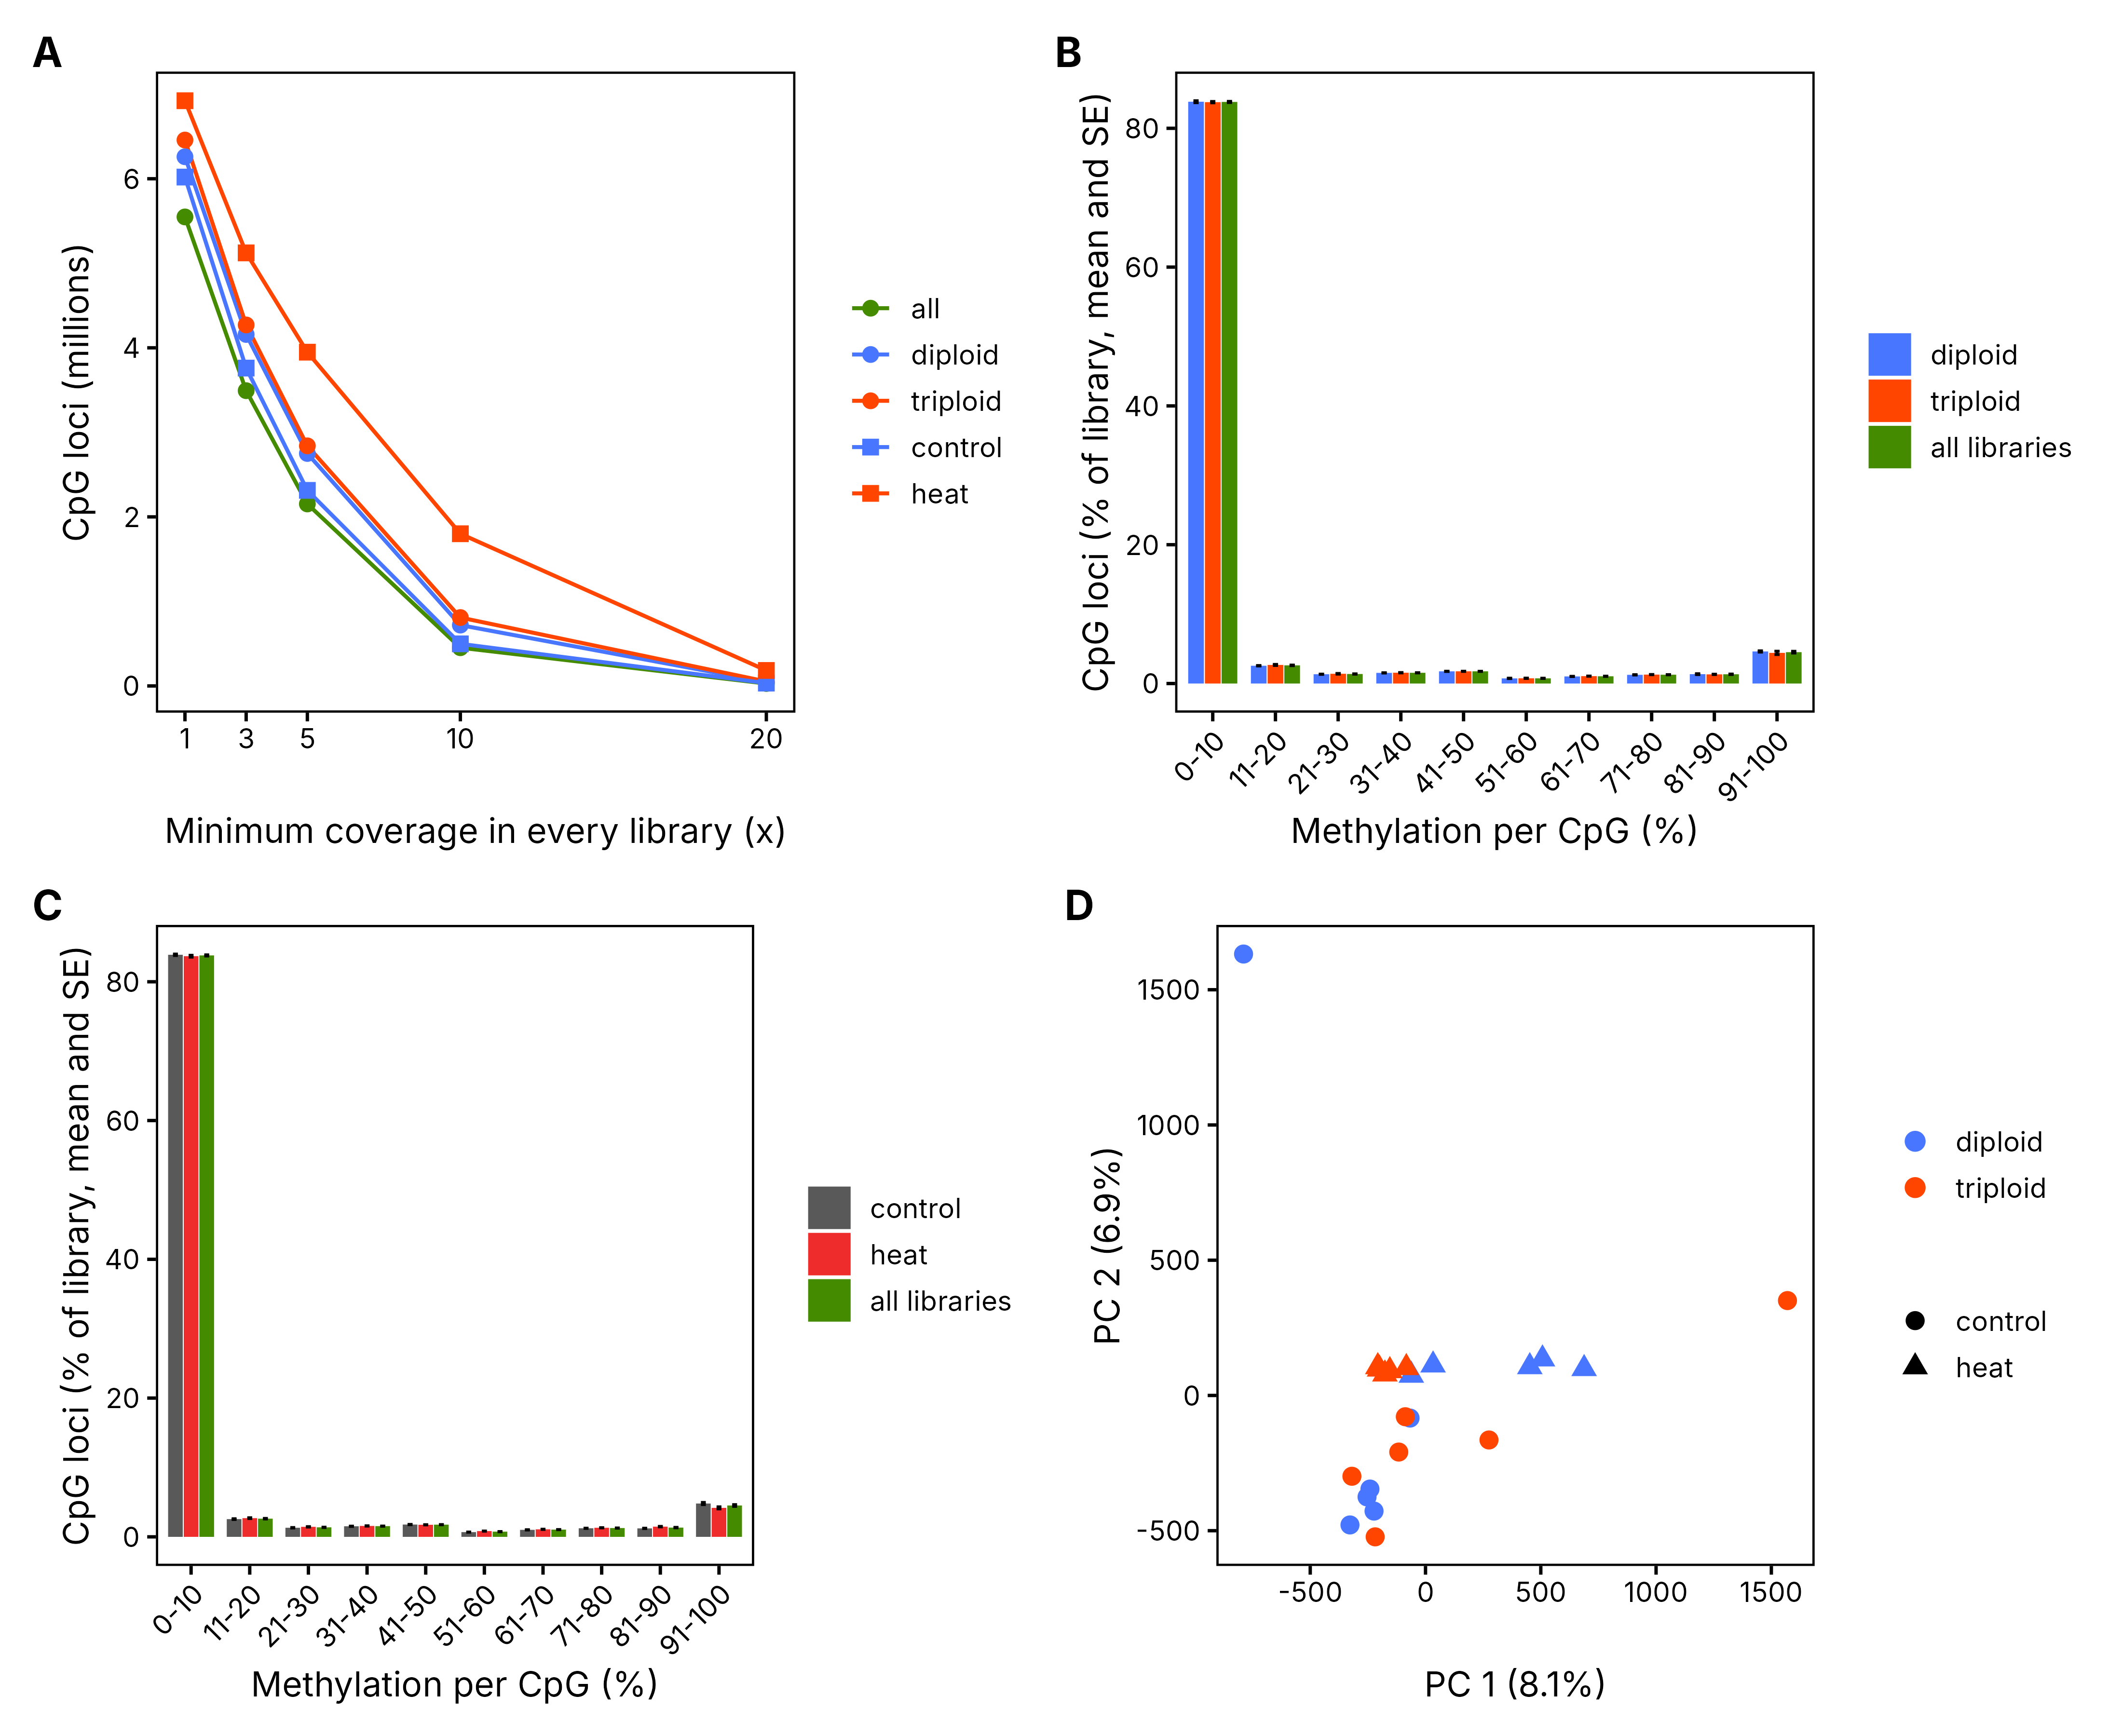 A
CpG loci (millions)
6
4
2
0
1 3 5 10 20
Minimum coverage in every library (x)
all
diploid
triploid
control
heat
B
CpG loci (% of library, mean and SE)
80
60
40
20
0
0-10 11-20 21-30 31-40 41-50 51-60 61-70 71-80 81-90 91-100
Methylation per CpG (%)
diploid
triploid
all libraries
C
CpG loci (% of library, mean and SE)
80
60
40
20
0
0-10 11-20 21-30 31-40 41-50 51-60 61-70 71-80 81-90 91-100
Methylation per CpG (%)
control
heat
all libraries
D
PC 2 (6.9%)
1500
1000
500
0
-500
-500 0 500 1000 1500
PC 1 (8.1%)
diploid
triploid
control
heat